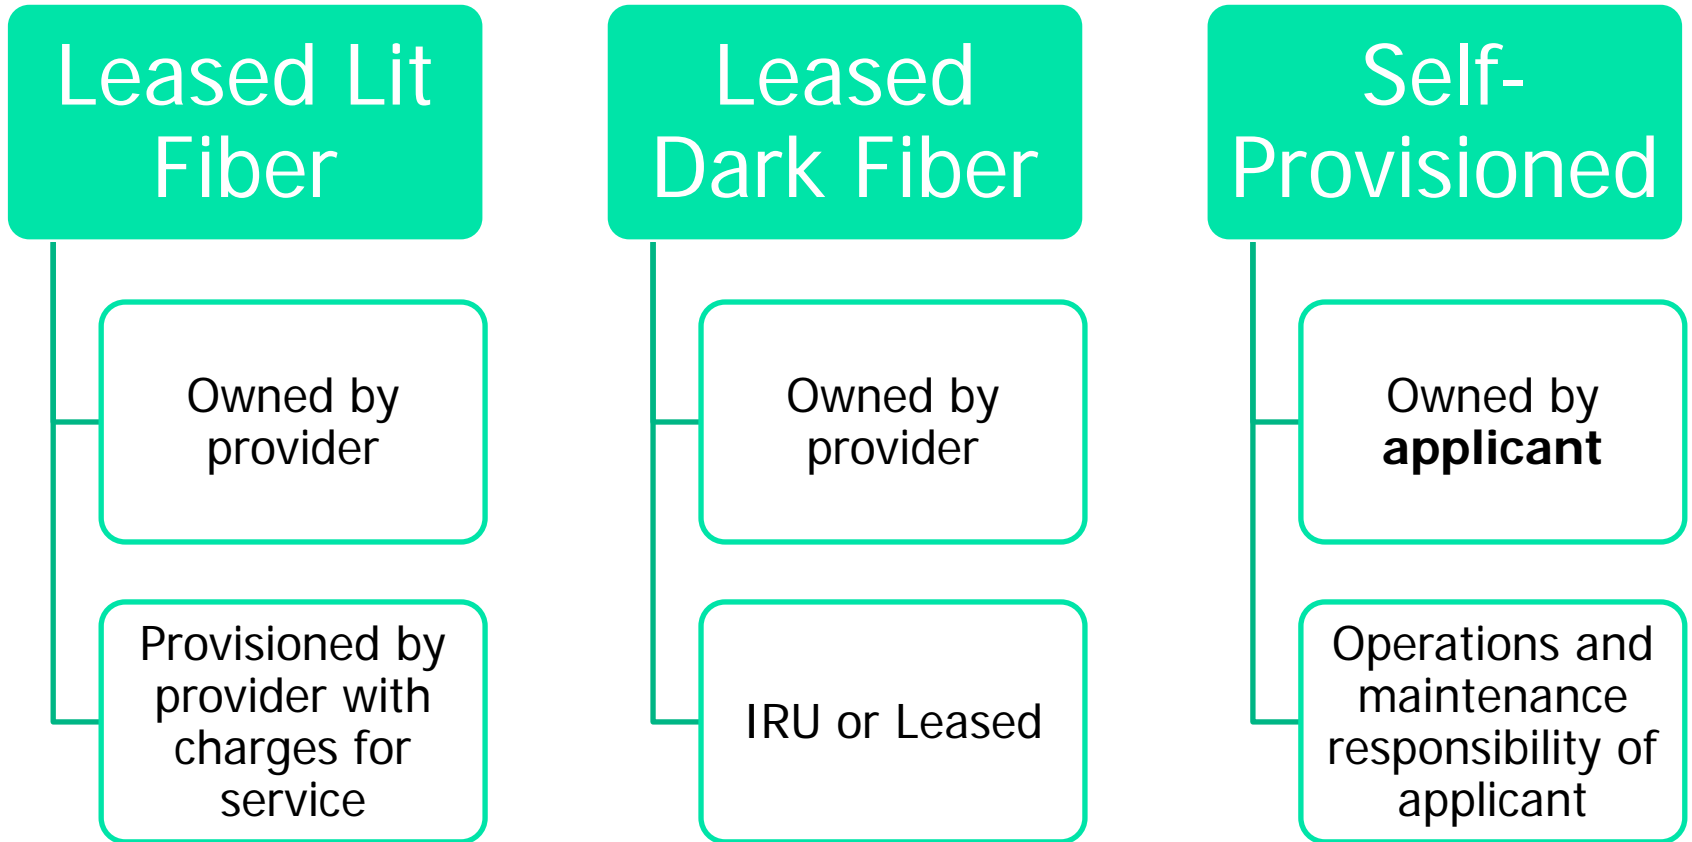 Leased Lit
Fiber
Owned by
provider
Provisioned by
provider with
charges for
service
Leased
Dark Fiber
Owned by
provider
IRU or Leased
Self-
Provisioned
Owned by
applicant
Operations and
maintenance
responsibility of
applicant